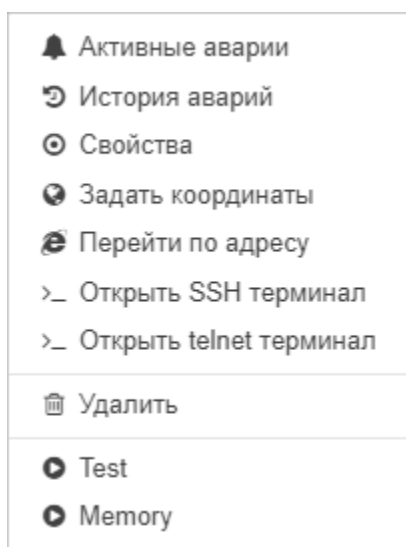 Активные аварии
История аварий
Свойства
Задать координаты
Перейти по адресу
Открыть SSH терминал
Открыть telnet терминал
Удалить
Test
Memory